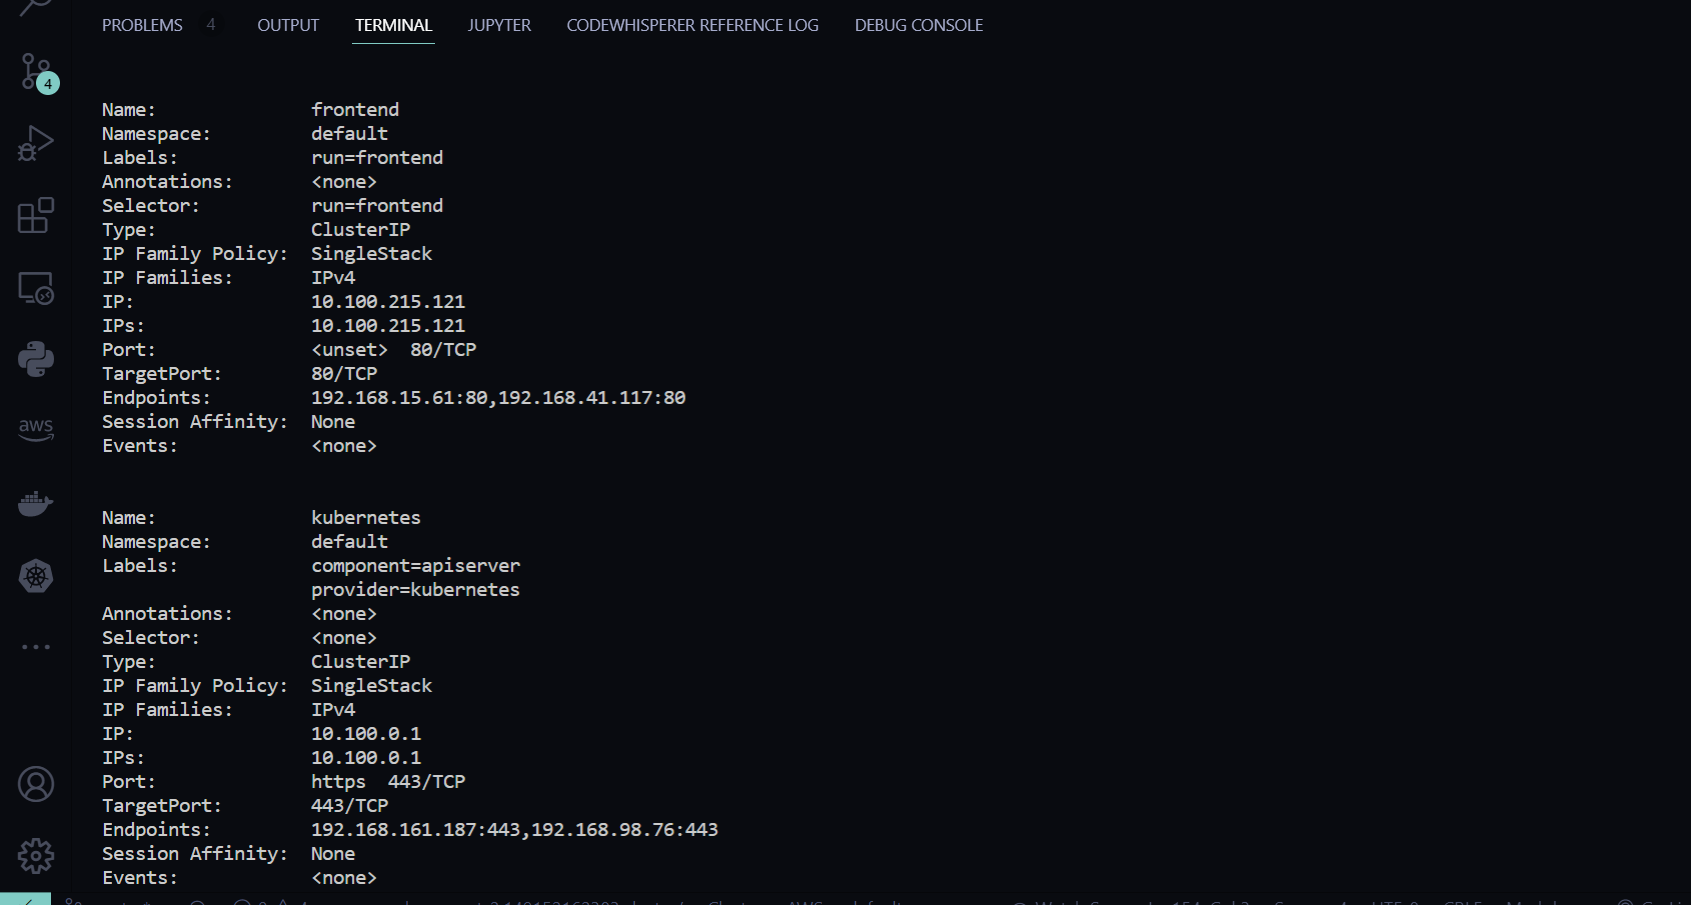 PROBLEMS 4 OUTPUT TERMINAL JUPYTER CODEWHISPERER REFERENCE LOG DEBUG CONSOLE
4
Name: frontend
Namespace: default
Labels: run=frontend
Annotations: <none>
Selector: run=frontend
Type: ClusterIP
IP Family Policy: SingleStack
IP Families: IPv4
IP: 10.100.215.121
IPs: 10.100.215.121
Port: <unset> 80/TCP
TargetPort: 80/TCP
Endpoints: 192.168.15.61:80,192.168.41.117:80
aws
Session Affinity: None
Events: <none>
Name: kubernetes
Namespace: default
Labels: component=apiserver
provider=kubernetes
Annotations: <none>
Selector: <none>
Type: ClusterIP
IP Family Policy: SingleStack
IP Families: IPv4
IP: 10.100.0.1
IPs: 10.100.0.1
Port: https 443/TCP
TargetPort: 443/TCP
Endpoints: 192.168.161.187:443,192.168.98.76:443
Session Affinity: None
Events: <none>